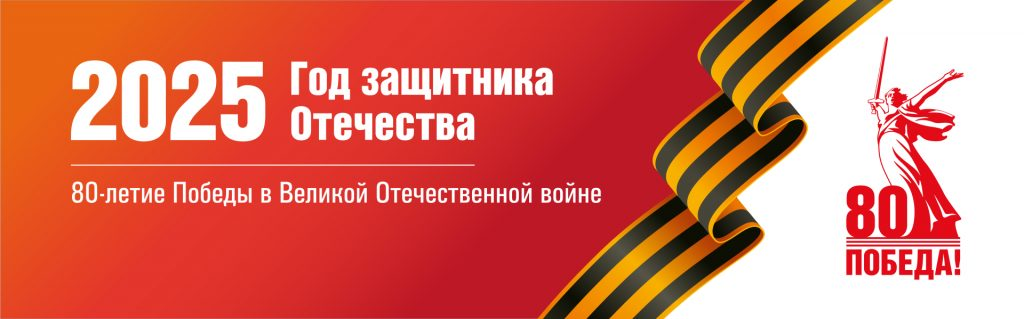 2025
Год защитника
Отечества
80-летие Победы в Великой Отечественной войне
80
ПОБЕДА!